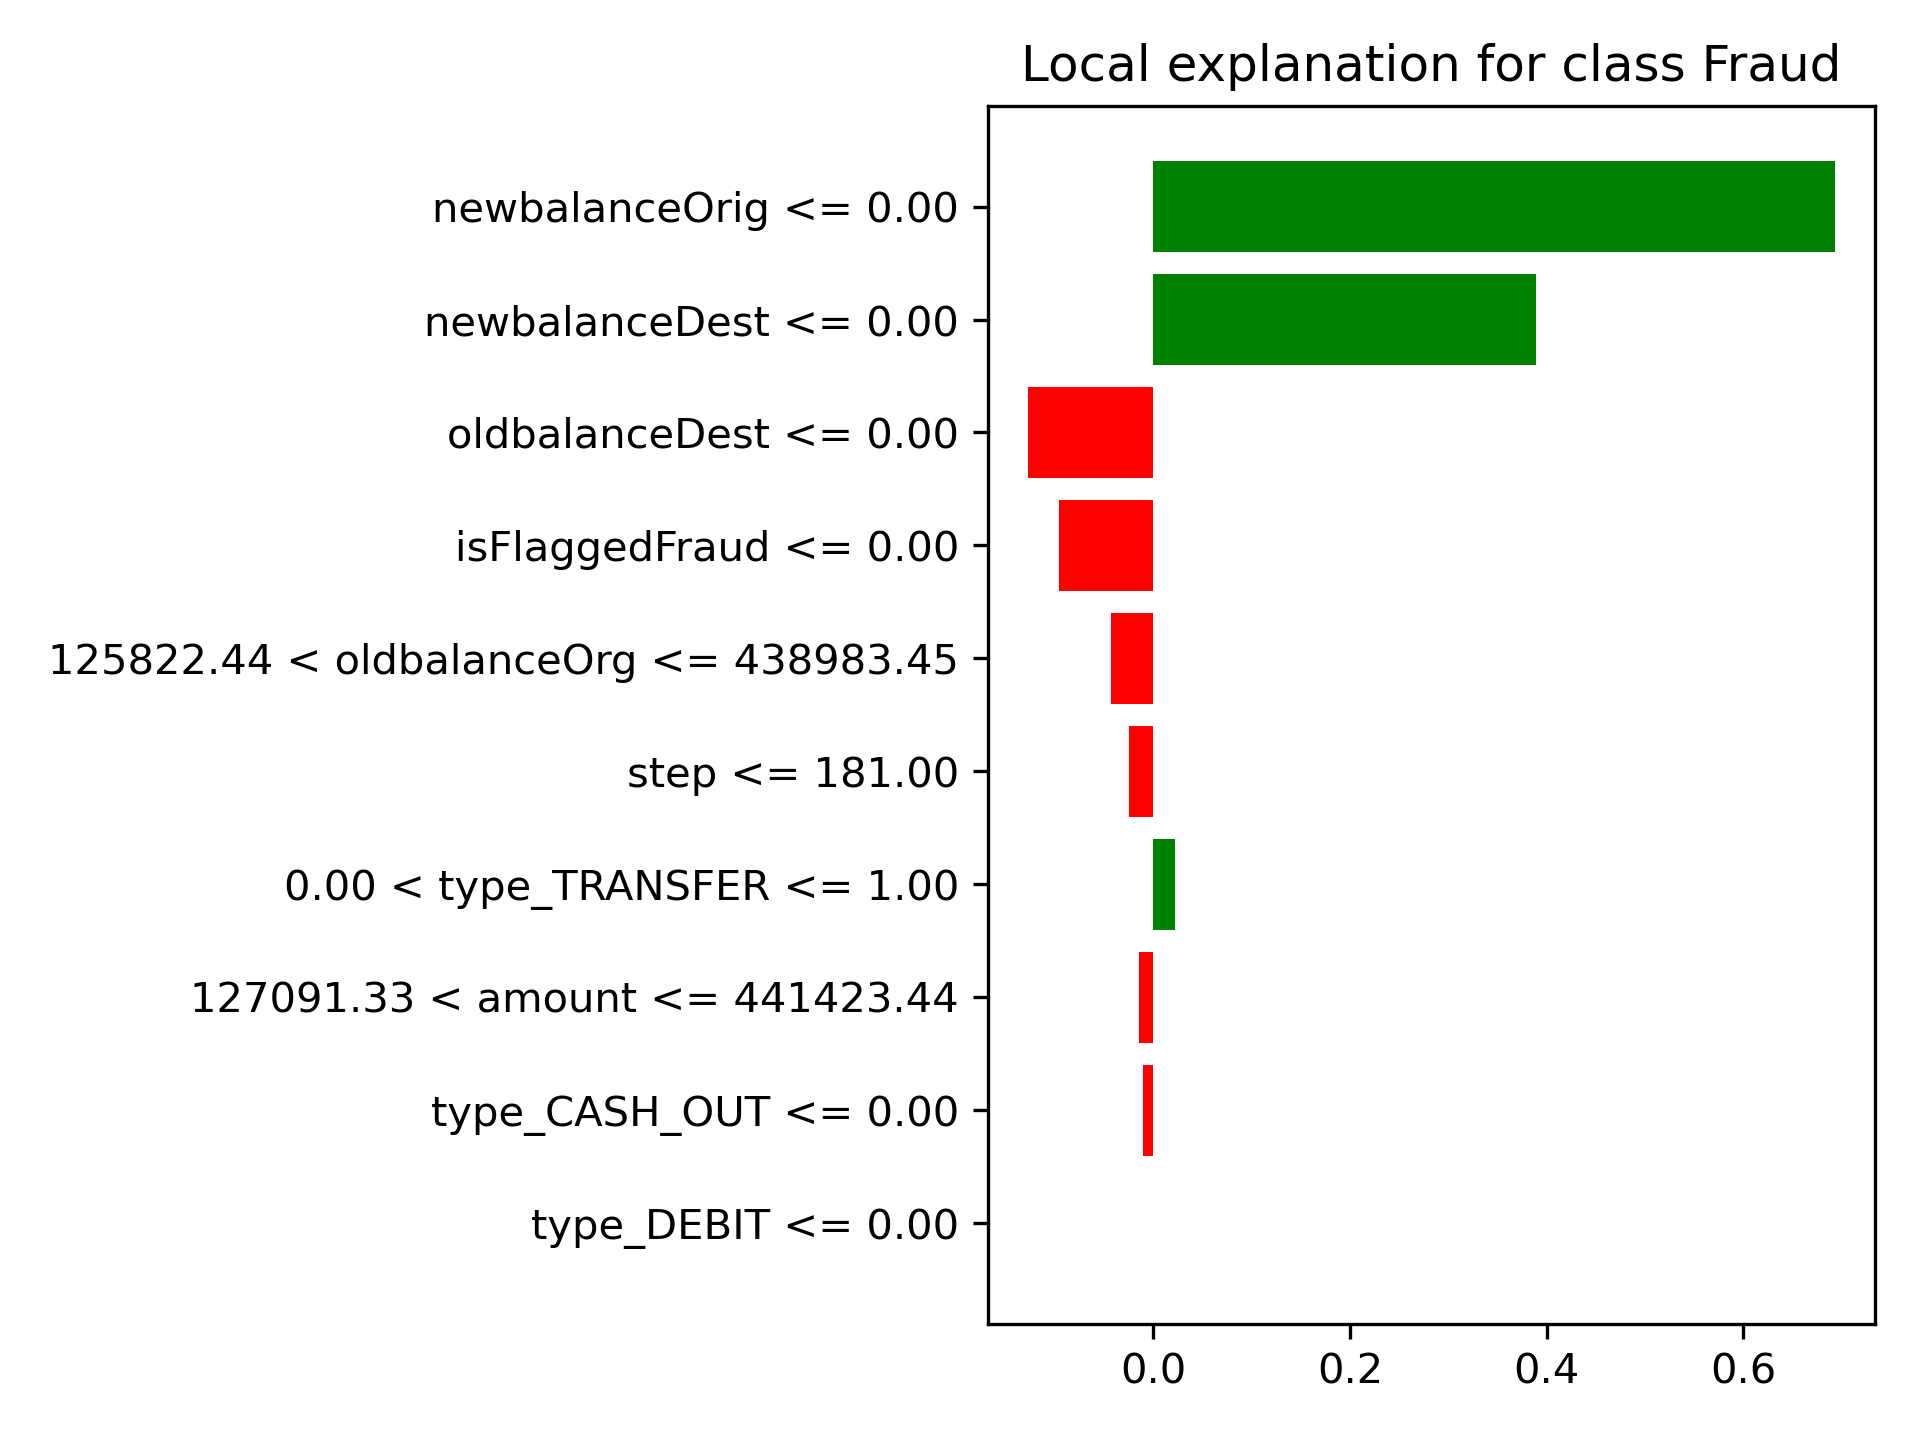 Local explanation for class Fraud
newbalanceOrig <= 0.00
newbalanceDest <= 0.00
oldbalanceDest <= 0.00
isFlaggedFraud <= 0.00
125822.44 < oldbalanceOrg <= 438983.45
step <= 181.00
0.00 < type_TRANSFER <= 1.00
127091.33 < amount <= 441423.44
type_CASH_OUT <= 0.00
type_DEBIT <= 0.00
0.0 0.2 0.4 0.6